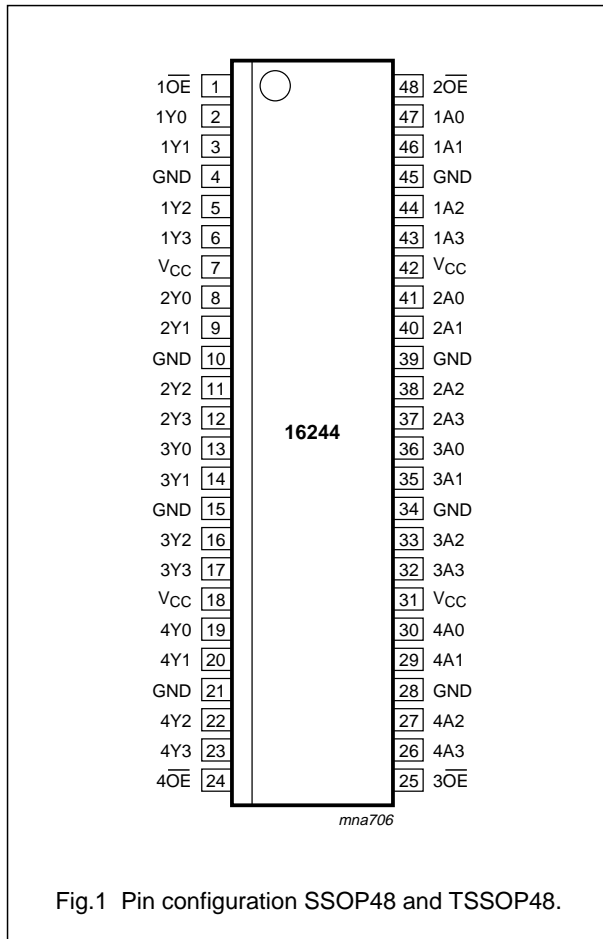 1O̅E̅ 1 48 2O̅E̅
1Y0 2 47 1A0
1Y1 3 46 1A1
GND 4 45 GND
1Y2 5 44 1A2
1Y3 6 43 1A3
VCC 7 42 VCC
2Y0 8 41 2A0
2Y1 9 40 2A1
GND 10 39 GND
2Y2 11 38 2A2
2Y3 12 37 2A3
16244
3Y0 13 36 3A0
3Y1 14 35 3A1
GND 15 34 GND
3Y2 16 33 3A2
3Y3 17 32 3A3
VCC 18 31 VCC
4Y0 19 30 4A0
4Y1 20 29 4A1
GND 21 28 GND
4Y2 22 27 4A2
4Y3 23 26 4A3
4O̅E̅ 24 25 3O̅E̅
mna706
Fig.1 Pin configuration SSOP48 and TSSOP48.